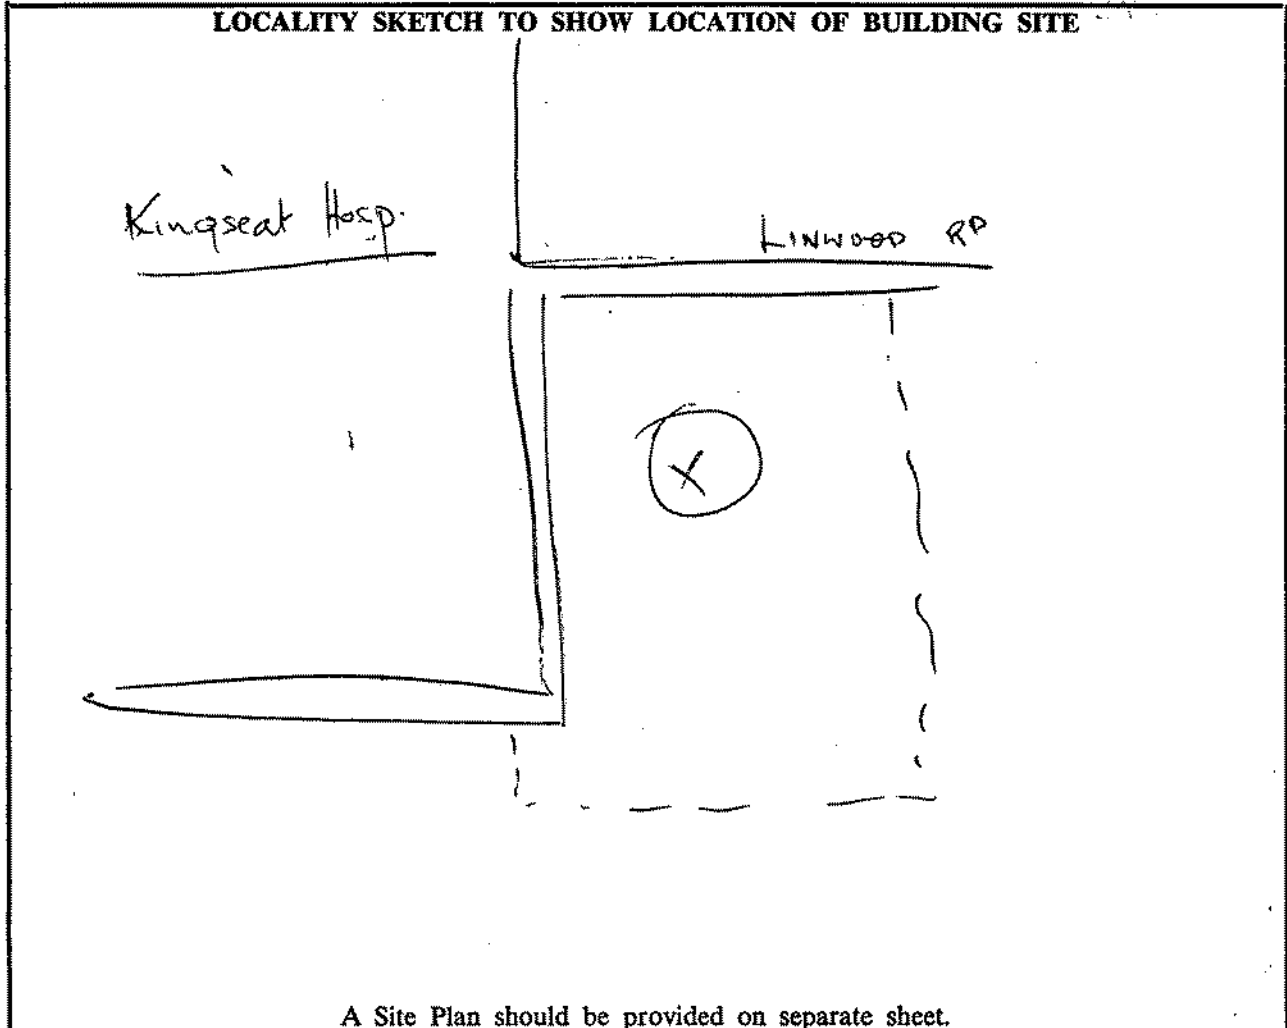 LOCALITY SKETCH TO SHOW LOCATION OF BUILDING SITE
Kingseat Hosp.
LINWOOD RD
X
A Site Plan should be provided on separate sheet.